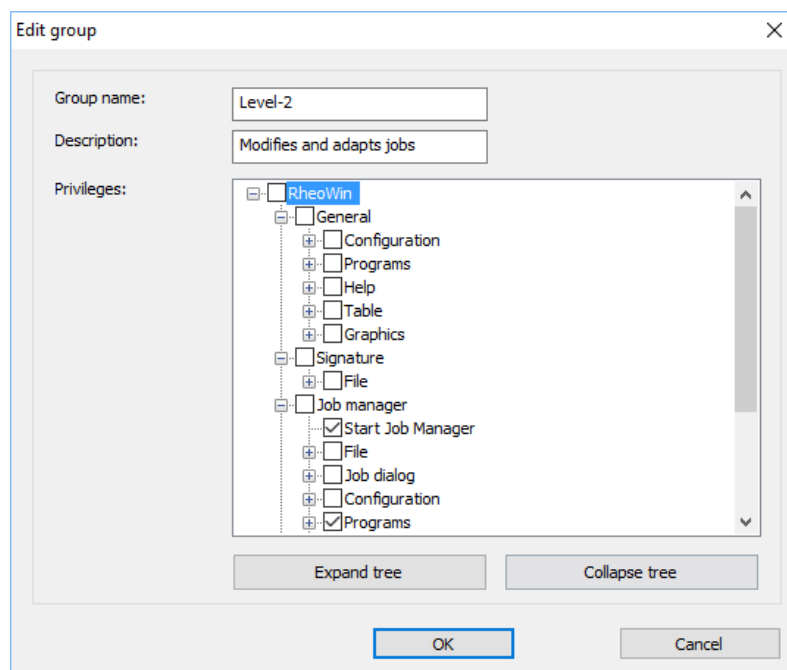 Edit group
Group name:
Level-2
Description:
Modifies and adapts jobs
Privileges:
RheoWin
General
Configuration
Programs
Help
Table
Graphics
Signature
File
Job manager
Start Job Manager
File
Job dialog
Configuration
Programs
Expand tree
Collapse tree
OK
Cancel